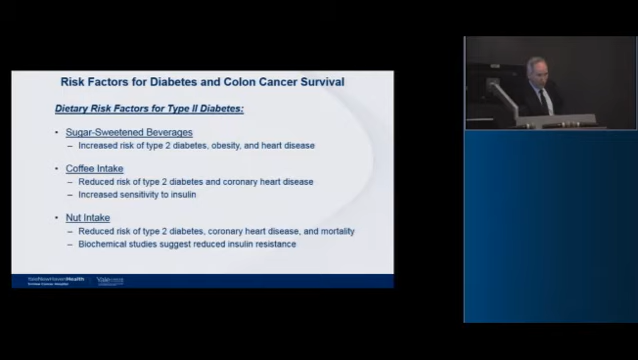 Risk Factors for Diabetes and Colon Cancer Survival
Dietary Risk Factors for Type II Diabetes:
• Sugar-Sweetened Beverages
– Increased risk of type 2 diabetes, obesity, and heart disease
• Coffee Intake
– Reduced risk of type 2 diabetes and coronary heart disease
– Increased sensitivity to insulin
• Nut Intake
– Reduced risk of type 2 diabetes, coronary heart disease, and mortality
– Biochemical studies suggest reduced insulin resistance
YaleNewHavenHealth
Yale